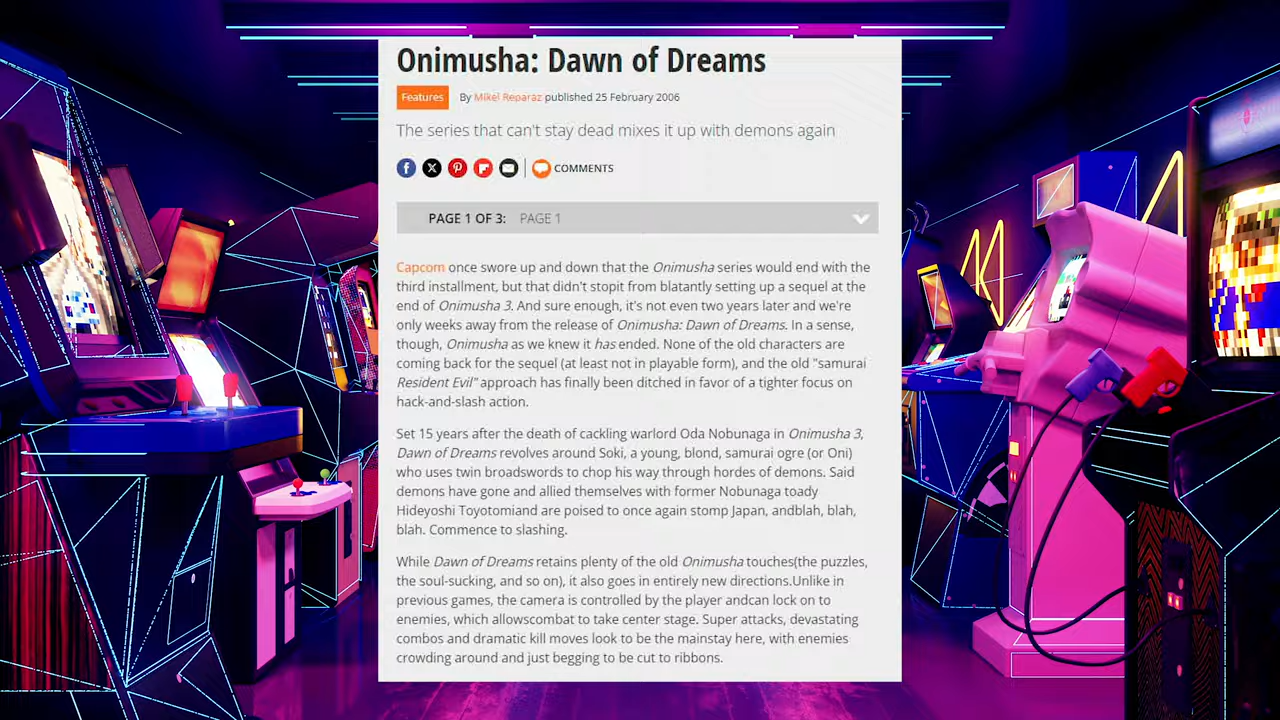 Onimusha: Dawn of Dreams
Features By Mikel Reparaz published 25 February 2006
The series that can't stay dead mixes it up with demons again
COMMENTS
PAGE 1 OF 3: PAGE 1
Capcom once swore up and down that the Onimusha series would end with the
third installment, but that didn't stopit from blatantly setting up a sequel at the
end of Onimusha 3. And sure enough, it's not even two years later and we're
only weeks away from the release of Onimusha: Dawn of Dreams. In a sense,
though, Onimusha as we knew it has ended. None of the old characters are
coming back for the sequel (at least not in playable form), and the old "samurai
Resident Evil" approach has finally been ditched in favor of a tighter focus on
hack-and-slash action.
Set 15 years after the death of cackling warlord Oda Nobunaga in Onimusha 3,
Dawn of Dreams revolves around Soki, a young, blond, samurai ogre (or Oni)
who uses twin broadswords to chop his way through hordes of demons. Said
demons have gone and allied themselves with former Nobunaga toady
Hideyoshi Toyotomiand are poised to once again stomp Japan, andblah, blah,
blah. Commence to slashing.
While Dawn of Dreams retains plenty of the old Onimusha touches(the puzzles,
the soul-sucking, and so on), it also goes in entirely new directions.Unlike in
previous games, the camera is controlled by the player andcan lock on to
enemies, which allowscombat to take center stage. Super attacks, devastating
combos and dramatic kill moves look to be the mainstay here, with enemies
crowding around and just begging to be cut to ribbons.